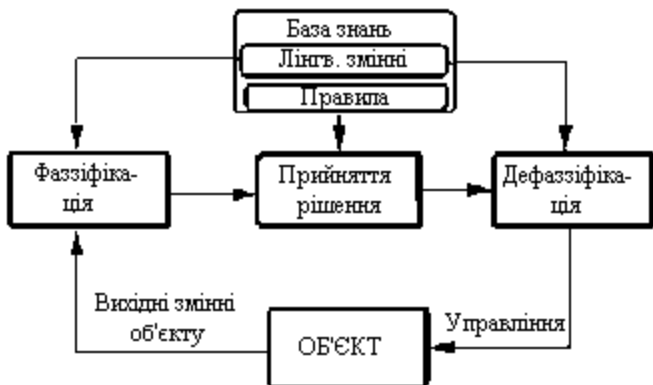 База знань
Лінгв. змінні
Правила
Фаззіфіка-
ція
Прийняття
рішення
Дефаззіфіка-
ція
Вихідні змінні
об'єкту
ОБ'ЄКТ
Управління